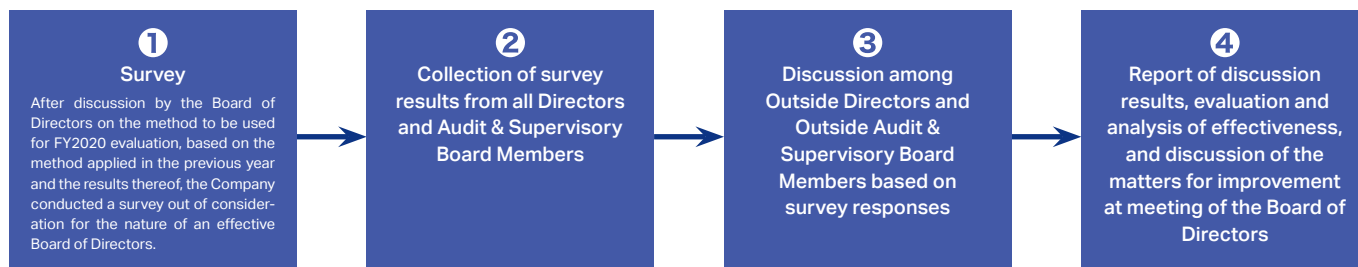 1
Survey
After discussion by the Board of
Directors on the method to be used
for FY2020 evaluation, based on the
method applied in the previous year
and the results thereof, the Company
conducted a survey out of consider-
ation for the nature of an effective
Board of Directors.
2
Collection of survey
results from all Directors
and Audit & Supervisory
Board Members
3
Discussion among
Outside Directors and
Outside Audit &
Supervisory Board
Members based on
survey responses
4
Report of discussion
results, evaluation and
analysis of effectiveness,
and discussion of the
matters for improvement
at meeting of the Board of
Directors